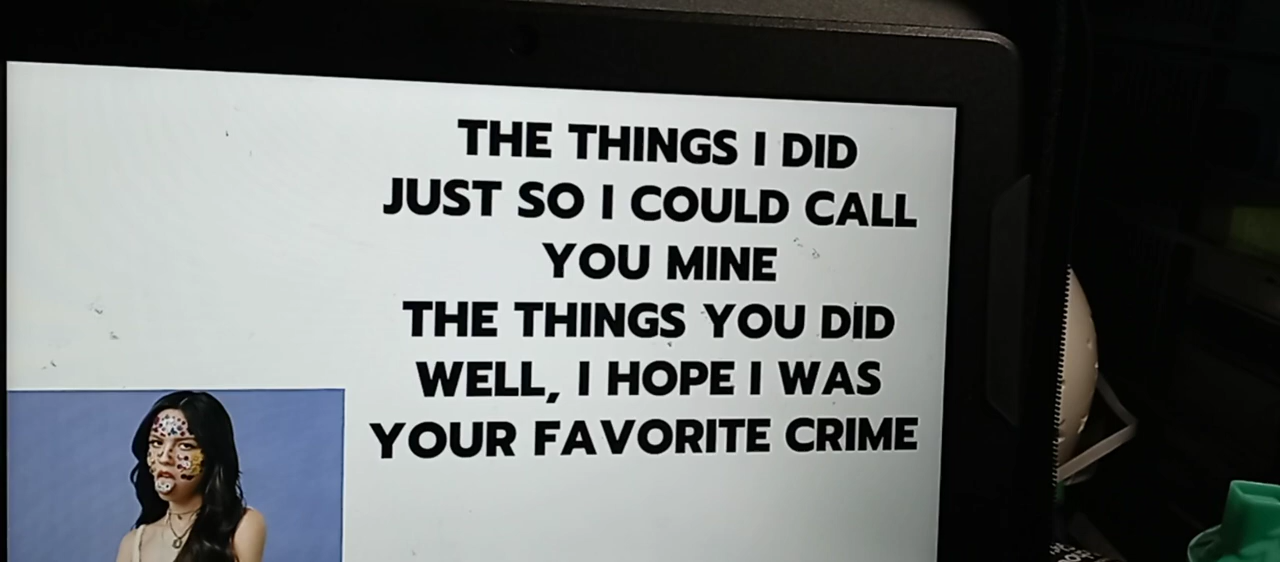 THE THINGS I DID
JUST SO I COULD CALL
YOU MINE
THE THINGS YOU DID
WELL, I HOPE I WAS
YOUR FAVORITE CRIME